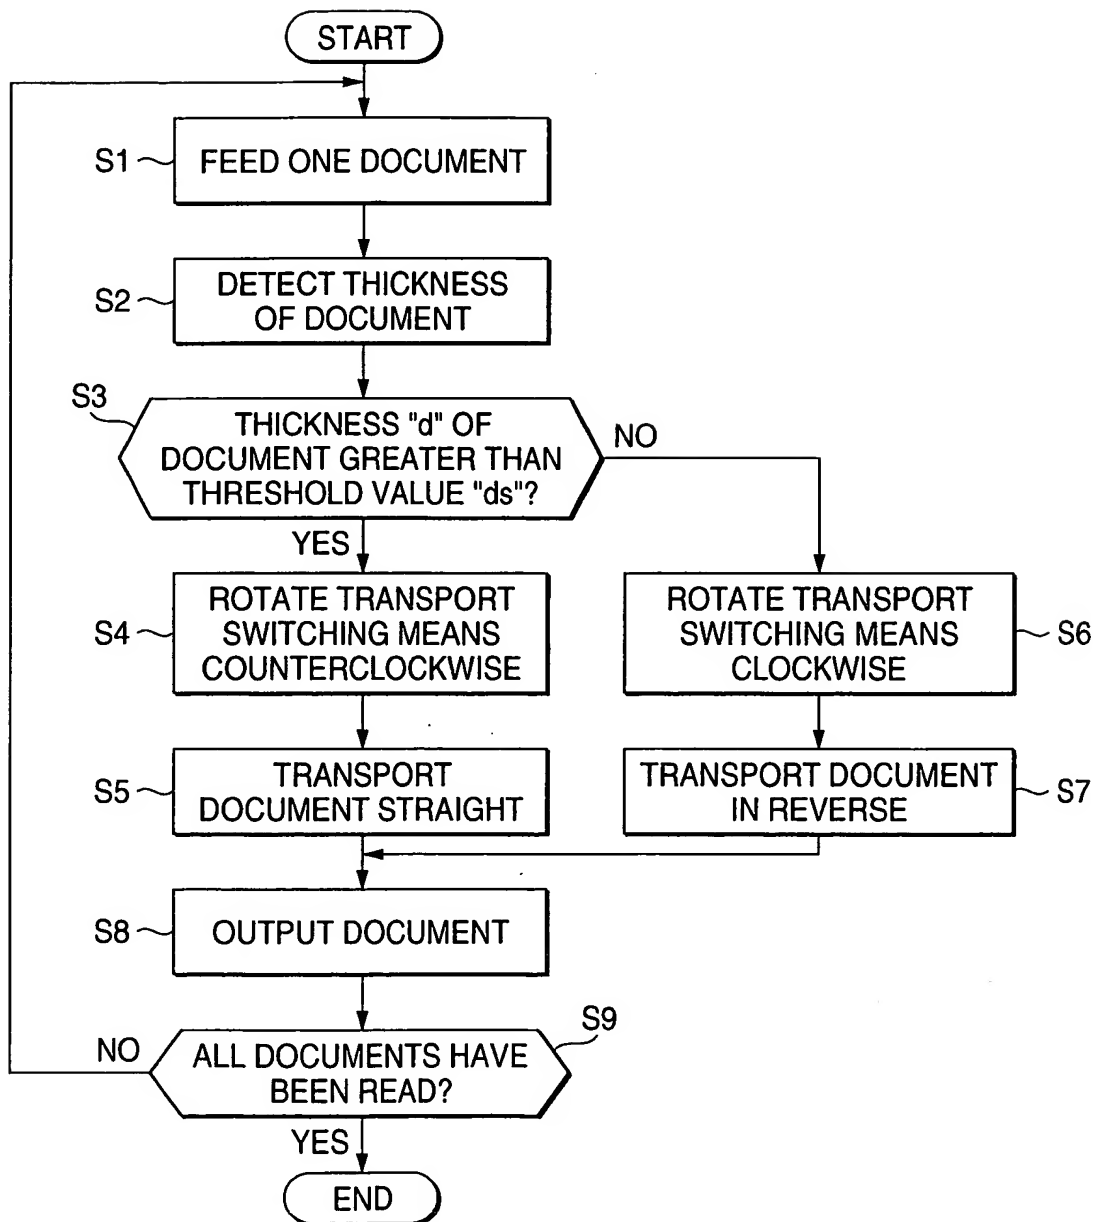 START
S1
FEED ONE DOCUMENT
S2
DETECT THICKNESS
OF DOCUMENT
S3
THICKNESS "d" OF
DOCUMENT GREATER THAN
THRESHOLD VALUE "ds"?
NO
YES
S4
ROTATE TRANSPORT
SWITCHING MEANS
COUNTERCLOCKWISE
ROTATE TRANSPORT
SWITCHING MEANS
CLOCKWISE
S6
S5
TRANSPORT
DOCUMENT STRAIGHT
TRANSPORT DOCUMENT
IN REVERSE
S7
S8
OUTPUT DOCUMENT
S9
NO
ALL DOCUMENTS HAVE
BEEN READ?
YES
END